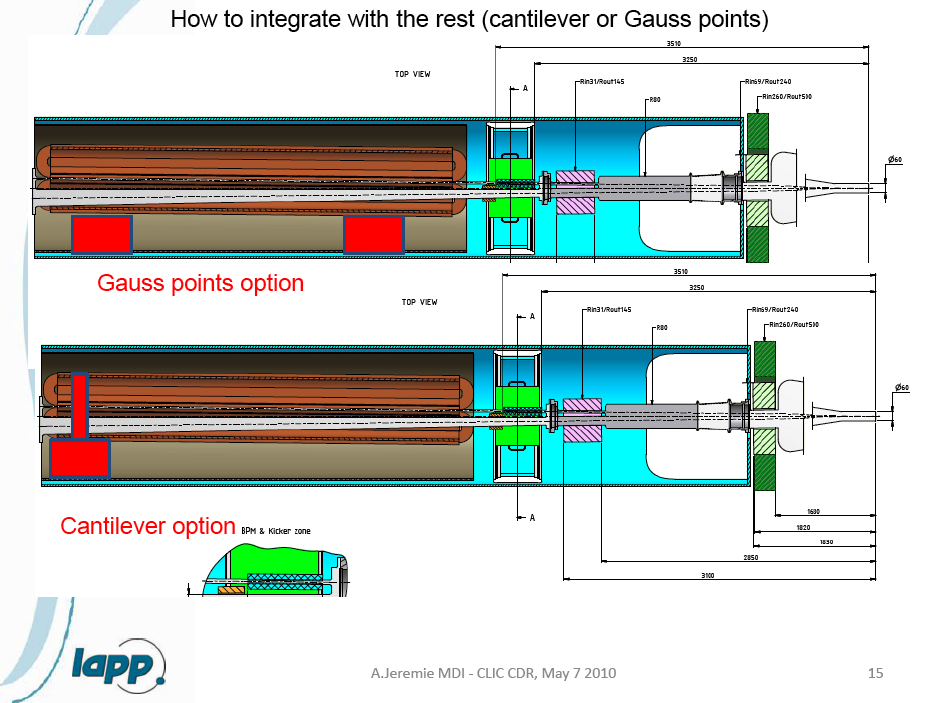 How to integrate with the rest (cantilever or Gauss points)
3510
3250
TOP VIEW
A
Rin31/Rout145
R80
Rin69/Rout240
Rin260/Rout500
Ø60
Gauss points option
3510
3250
TOP VIEW
A
Rin31/Rout145
R80
Rin69/Rout240
Rin260/Rout500
Ø60
A
Cantilever option
BPM & Kicker zone
1600
1820
1830
2850
3100
lapp
A.Jeremie MDI - CLIC CDR, May 7 2010
15